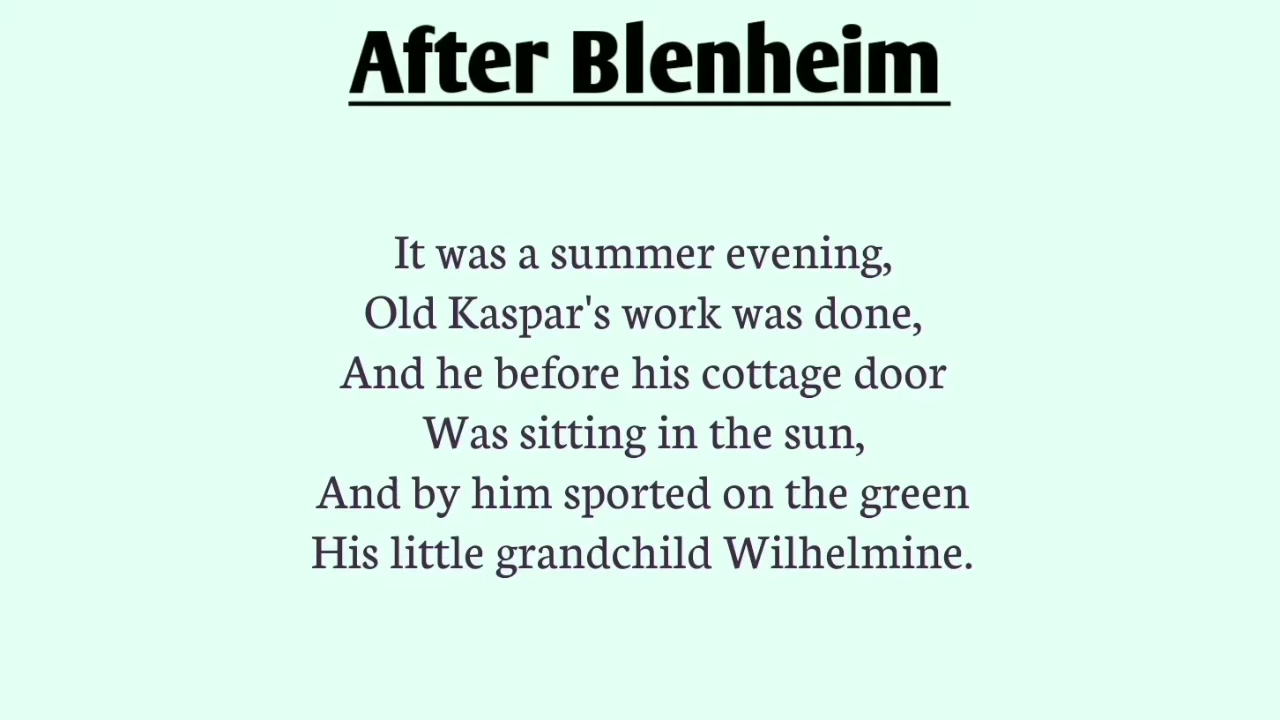 After Blenheim
It was a summer evening,
Old Kaspar's work was done,
And he before his cottage door
Was sitting in the sun,
And by him sported on the green
His little grandchild Wilhelmine.